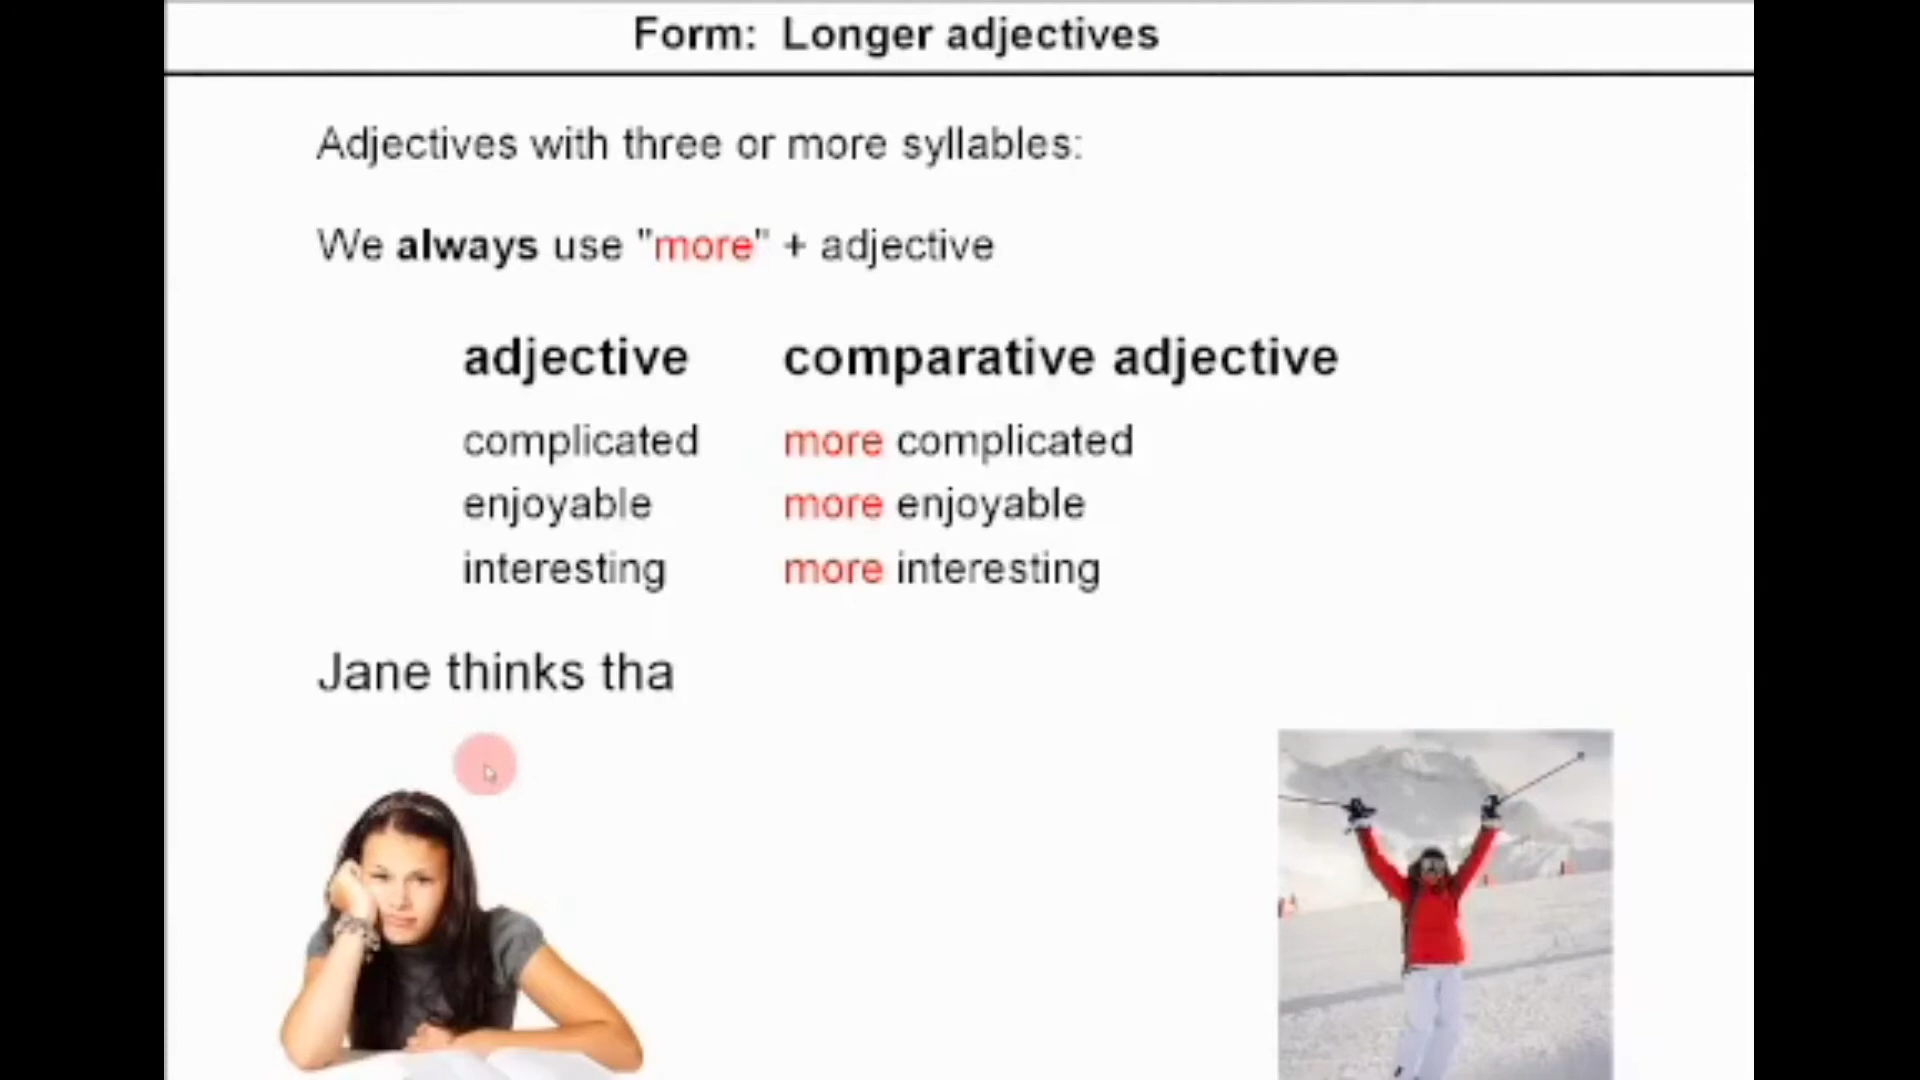 Form: Longer adjectives
Adjectives with three or more syllables:
We always use "more" + adjective
adjective comparative adjective
complicated more complicated
enjoyable more enjoyable
interesting more interesting
Jane thinks tha